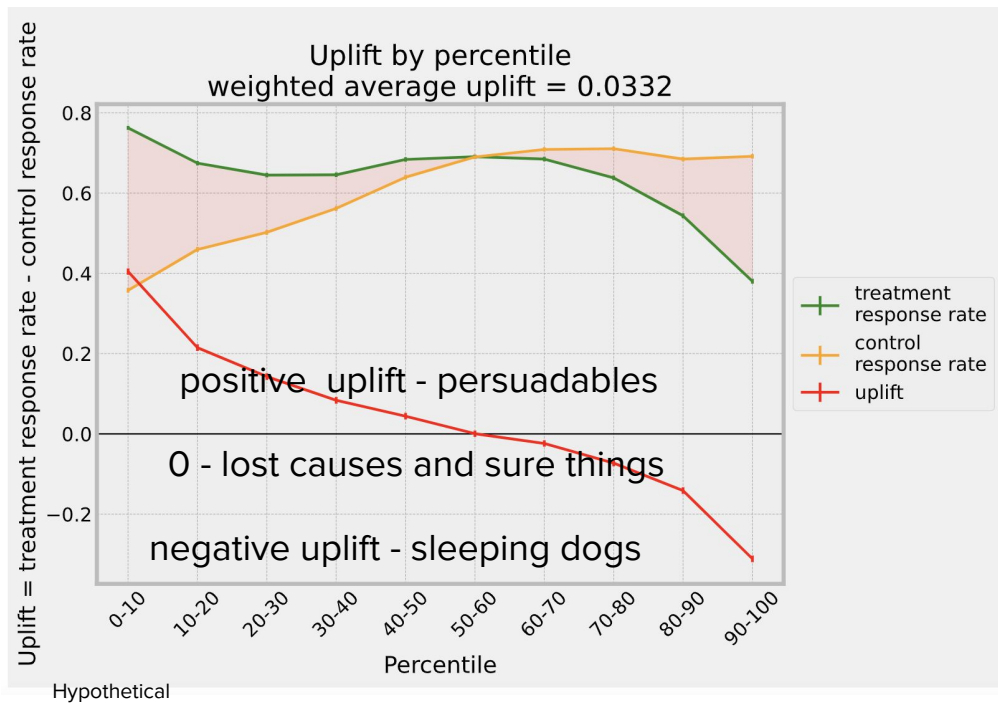 Uplift by percentile
weighted average uplift = 0.0332
Uplift = treatment response rate - control response rate
0.8
0.6
0.4
0.2
0.0
−0.2
positive  uplift - persuadables
0 - lost causes and sure things
negative uplift - sleeping dogs
treatment
response rate
control
response rate
uplift
0-10
10-20
20-30
30-40
40-50
50-60
60-70
70-80
80-90
90-100
Percentile
Hypothetical